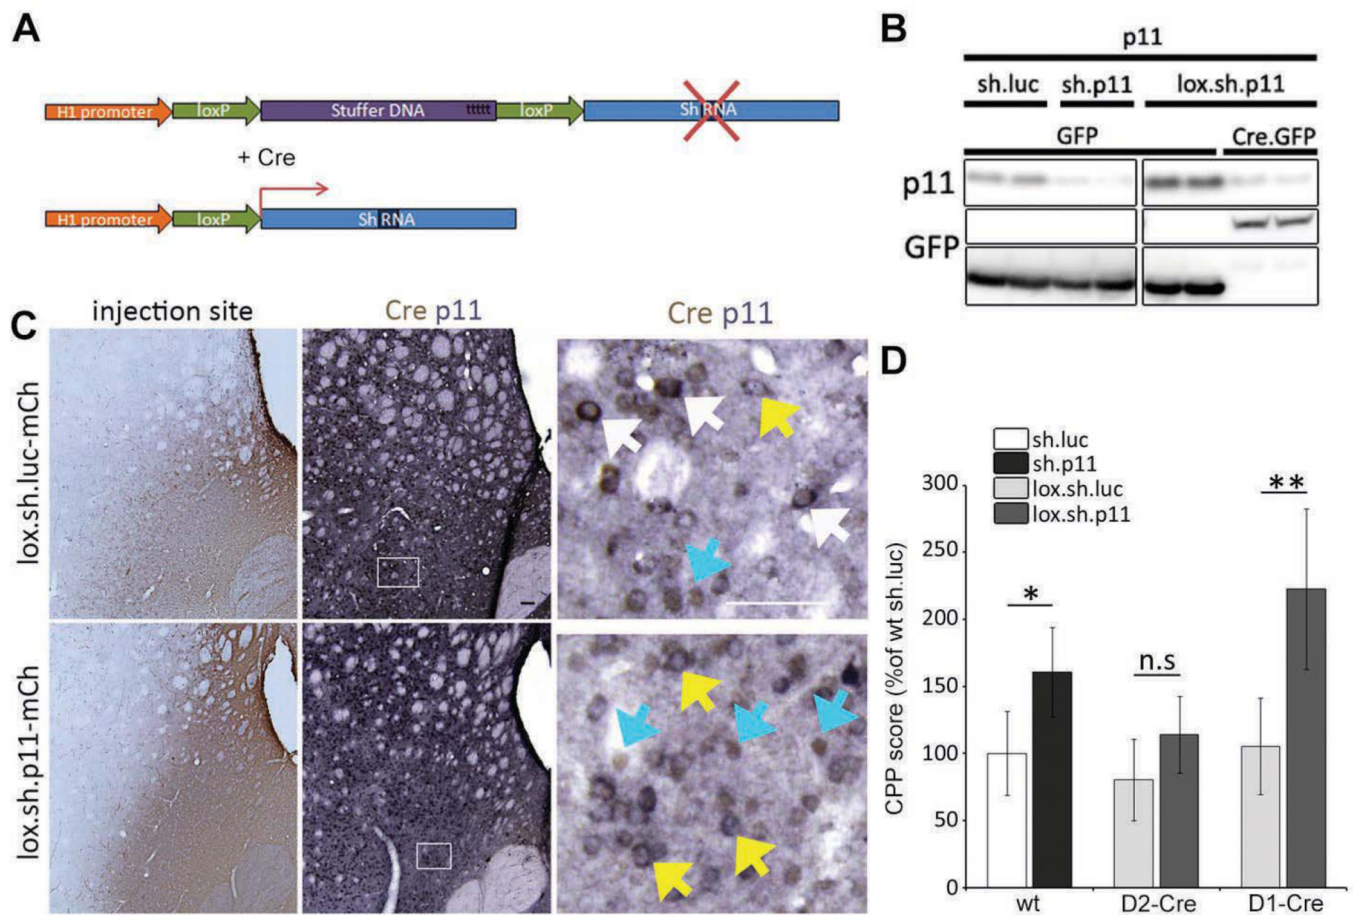 A
H1 promoter loxP Stuffer DNA ttttt loxP Sh RNA
+ Cre
H1 promoter loxP Sh RNA
B
p11
sh.luc sh.p11 lox.sh.p11
GFP Cre.GFP
p11
GFP
C
injection site Cre p11 Cre p11
lox.sh.luc-mCh
lox.sh.p11-mCh
D
sh.luc
sh.p11
lox.sh.luc
lox.sh.p11
CPP score (%of wt sh.luc)
300
250
200
150
100
50
0
*
n.s
**
wt D2-Cre D1-Cre